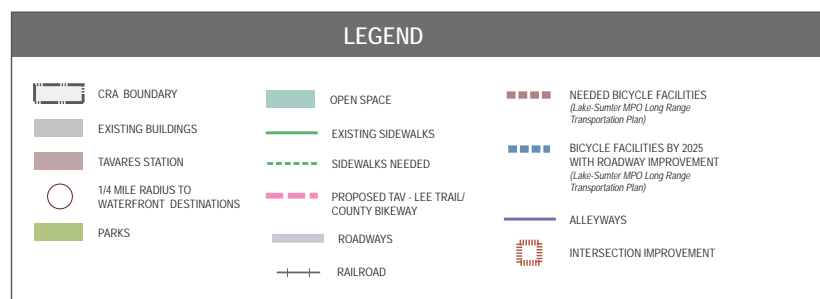 LEGEND
CRA BOUNDARY
EXISTING BUILDINGS
TAVARES STATION
1/4 MILE RADIUS TO
WATERFRONT DESTINATIONS
PARKS
OPEN SPACE
EXISTING SIDEWALKS
SIDEWALKS NEEDED
PROPOSED TAV - LEE TRAIL/
COUNTY BIKEWAY
ROADWAYS
RAILROAD
NEEDED BICYCLE FACILITIES
(Lake-Sumter MPO Long Range
Transportation Plan)
BICYCLE FACILITIES BY 2025
WITH ROADWAY IMPROVEMENT
(Lake-Sumter MPO Long Range
Transportation Plan)
ALLEYWAYS
INTERSECTION IMPROVEMENT